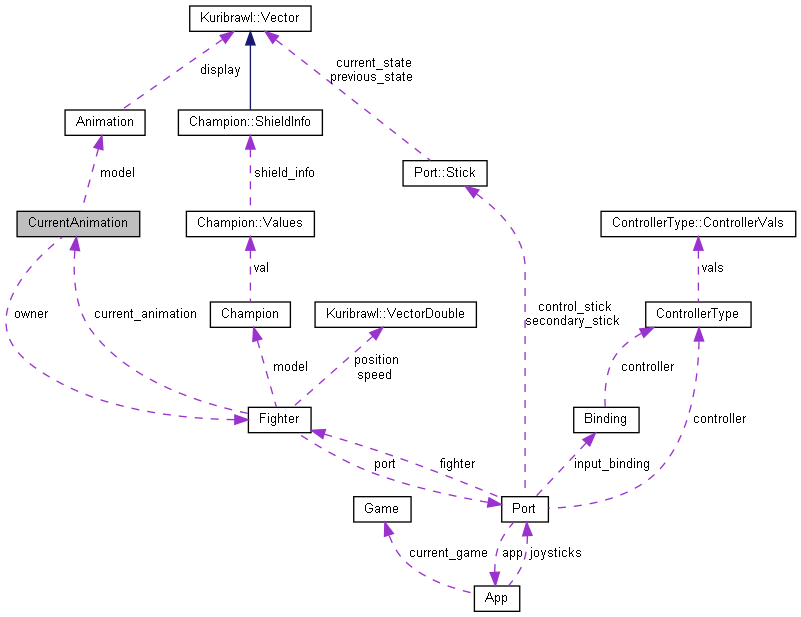 Kuribrawl::Vector
current_state
previous_state
display
Animation
Champion::ShieldInfo
model
shield_info
Port::Stick
CurrentAnimation
Champion::Values
ControllerType::ControllerVals
val
vals
owner
current_animation
Champion
Kuribrawl::VectorDouble
control_stick
secondary_stick
ControllerType
model
position
speed
controller
Fighter
Binding
controller
port
fighter
input_binding
Game
Port
current_game
app
joysticks
App